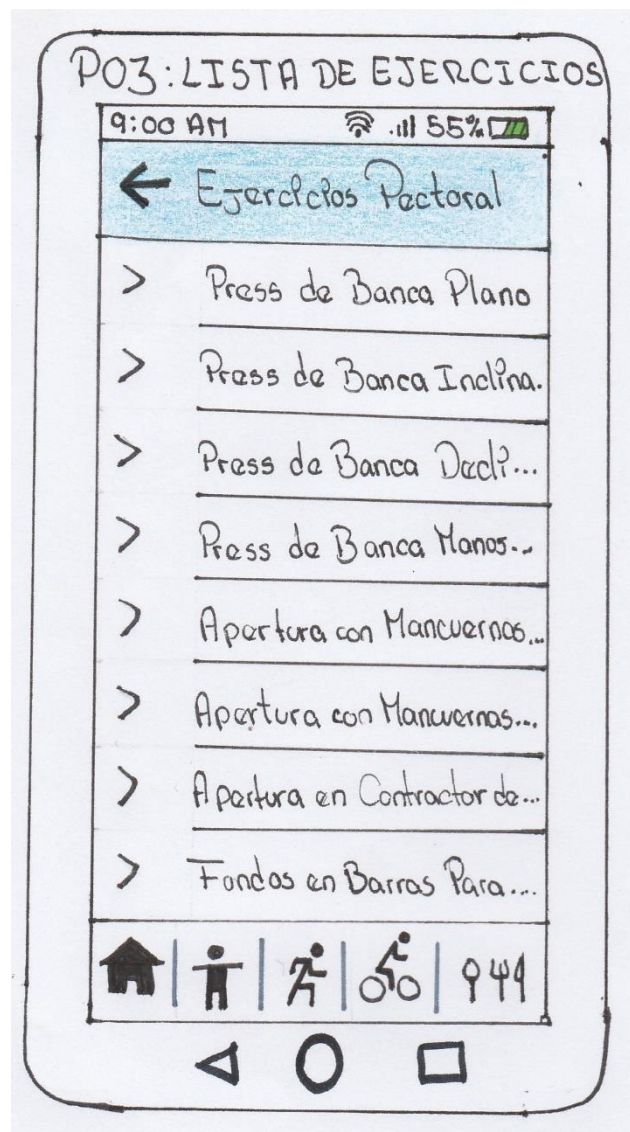 P03: LISTA DE EJERCICIOS
9:00 AM 55%
Ejercicios Pectoral
Press de Banca Plano
Press de Banca Inclina.
Press de Banca Decli...
Press de Banca Manos...
Apertura con Mancuernas...
Apertura con Mancuernas...
Apertura en Contractor de...
Fondos en Barras Para....